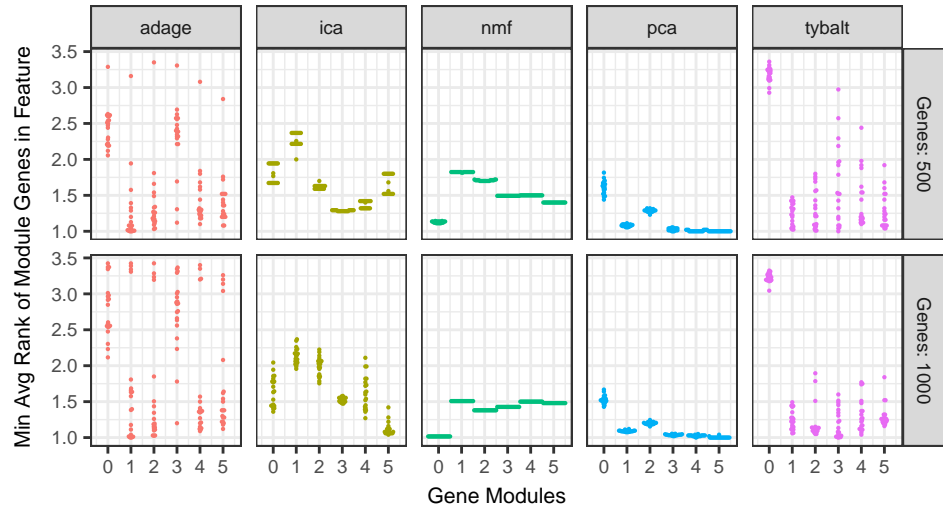 adage ica nmf pca tybalt
Min Avg Rank of Module Genes in Feature
3.5
3.0
2.5
2.0
1.5
1.0
Genes: 500
3.5
3.0
2.5
2.0
1.5
1.0
Genes: 1000
0 1 2 3 4 5 0 1 2 3 4 5 0 1 2 3 4 5 0 1 2 3 4 5 0 1 2 3 4 5
Gene Modules